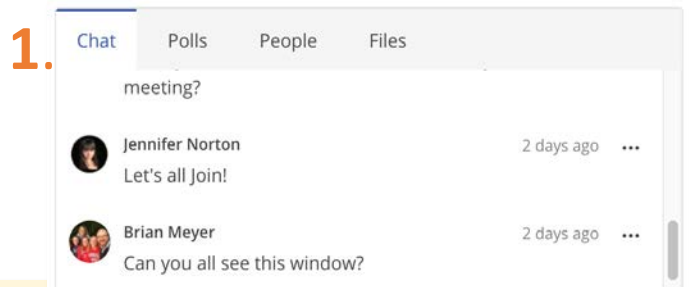 1.
Chat Polls People Files
meeting?
Jennifer Norton 2 days ago
Let's all Join!
Brian Meyer 2 days ago
Can you all see this window?